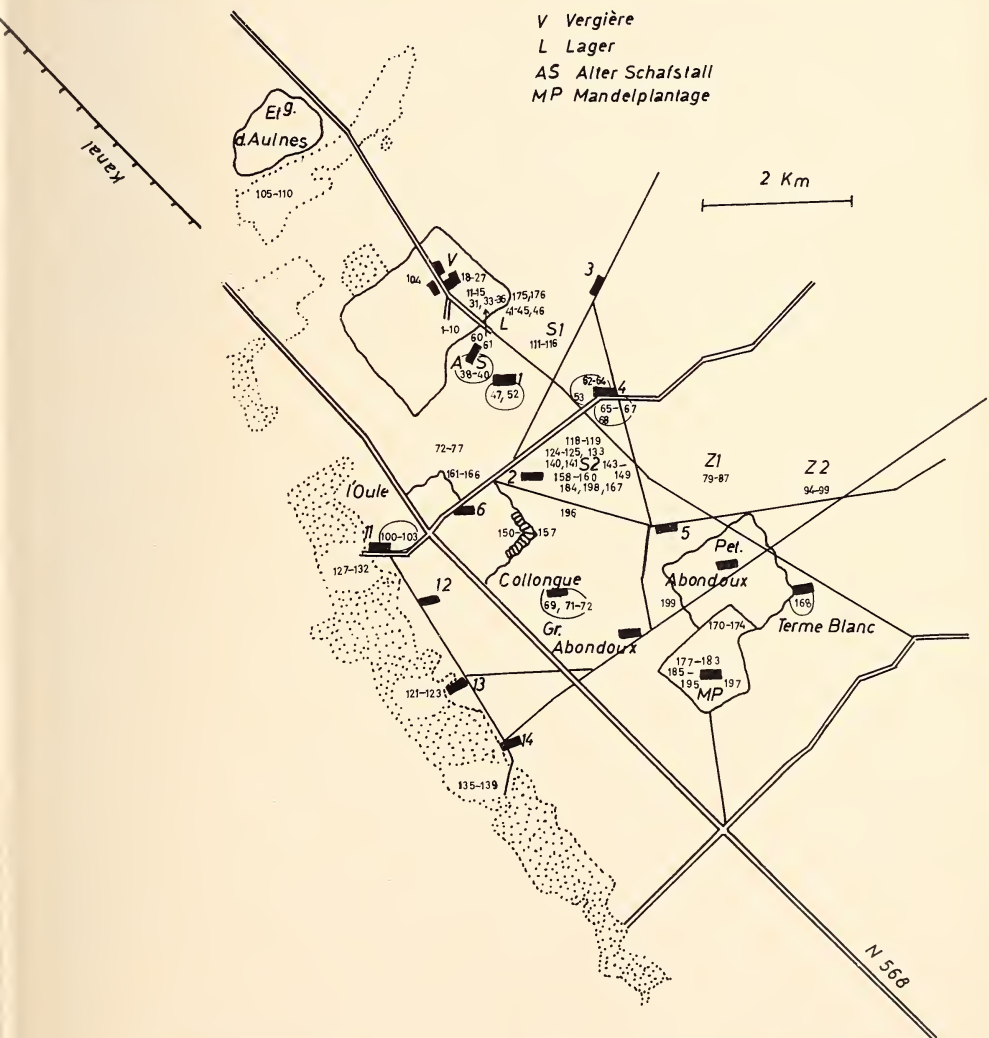 V Vergière
L Lager
AS Alter Schafstall
MP Mandelplantage
Kanal
Etg.
d.Aulnes
105-110
2 Km
3
104
V
18-27
11-15
31, 33-36
175,176
41-45, 46
1-10
L
S1
111-116
60
61
AS
38-40
1
47, 52
62-64
53
4
65-67
68
72-77
161-166
118-119
124-125, 133
140,141
S2
143-
149
158-160
184, 198, 167
2
196
Z1
79-87
Z2
94-99
l'Oule
6
11
100-103
150-157
5
127-132
12
Collongue
69, 71-72
Pet.
Abondoux
199
168
Terme Blanc
170-174
Gr.
Abondoux
177-183
185-
195
197
MP
121-123
13
14
135-139
N 568